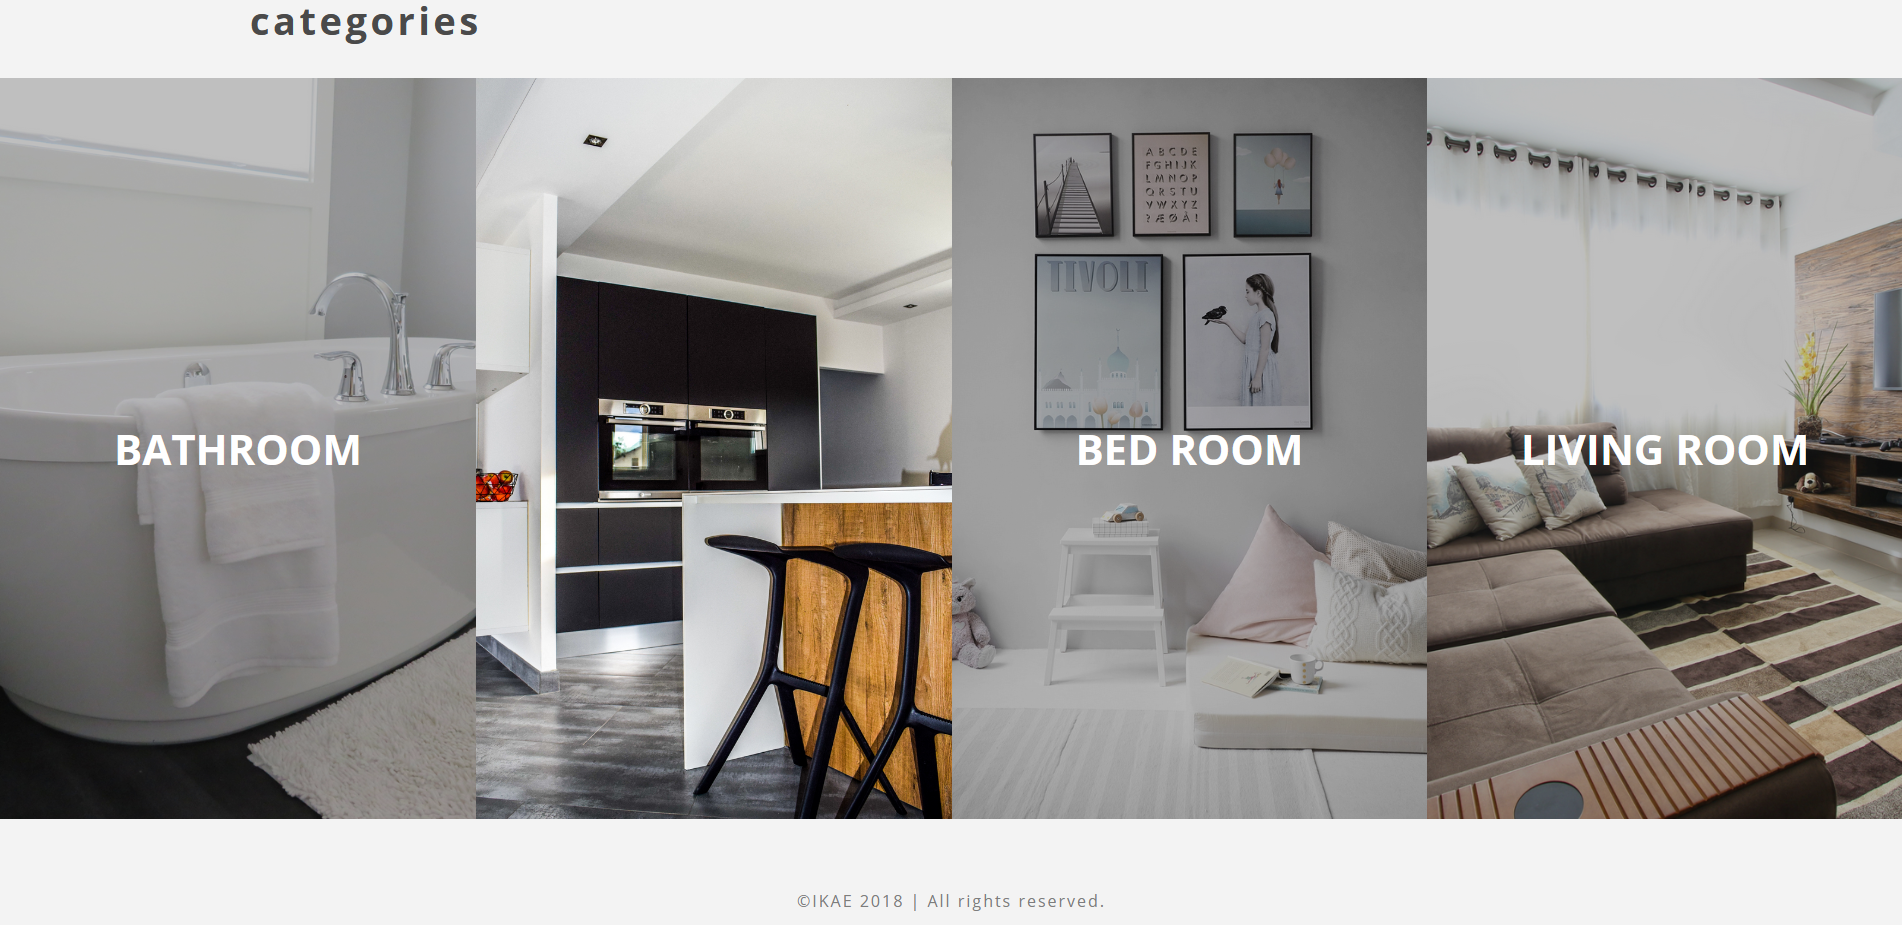 categories
A B C D E
F G H I J K
L M N O P
Q R S T U
V W X Y Z
? Æ Ø Å !
TIVOLI
BATHROOM
BED ROOM
LIVING ROOM
©IKAE 2018 | All rights reserved.